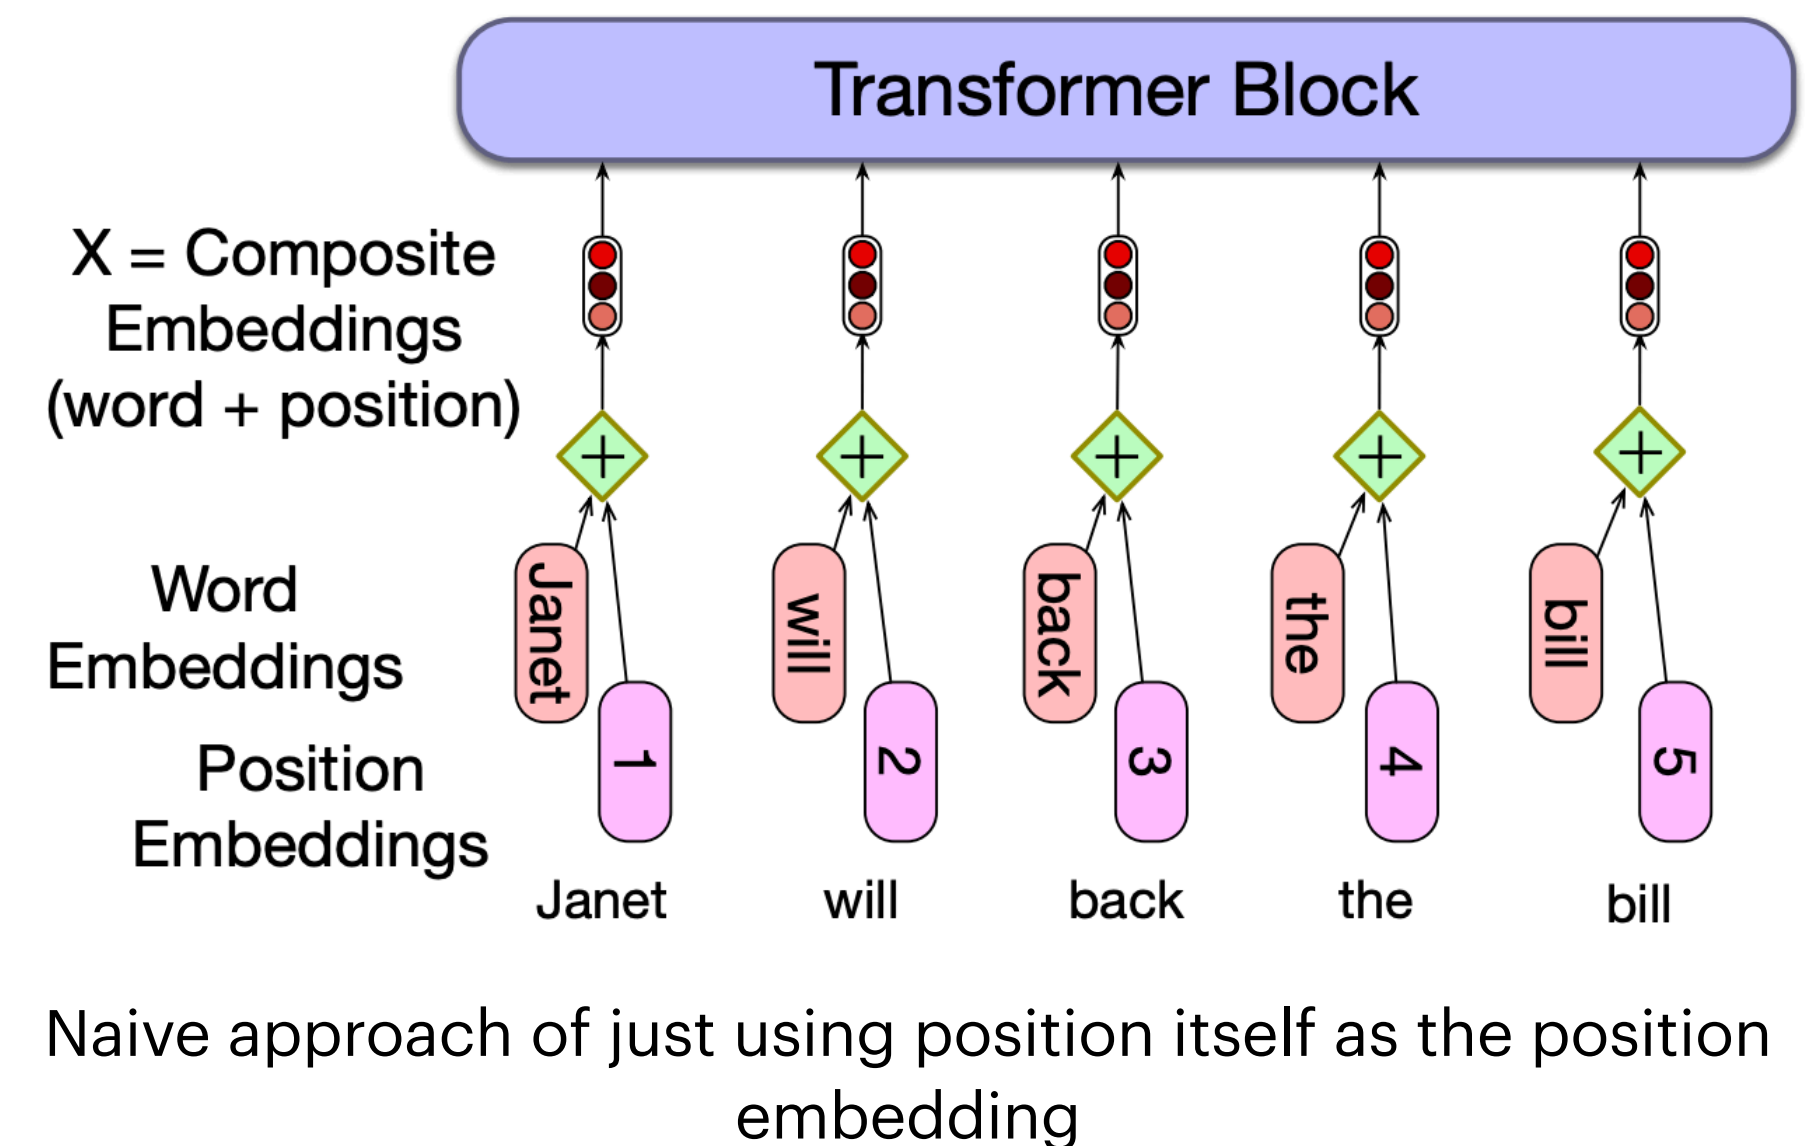 Transformer Block
X = Composite
Embeddings
(word + position)
+ + + + +
Word
Embeddings
Janet will back the bill
Position
Embeddings
1 2 3 4 5
Janet will back the bill
Naive approach of just using position itself as the position
embedding